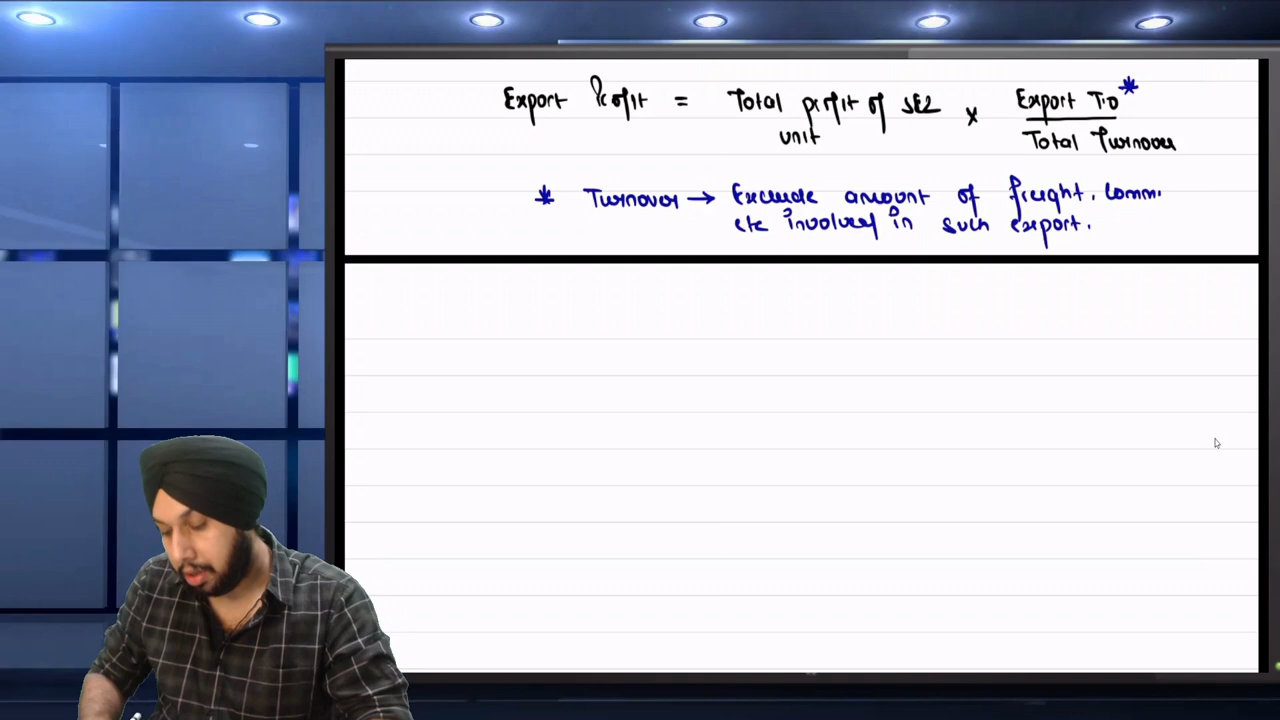 Export Profit = Total profit of SEZ unit x Export T.O* / Total Turnover
* Turnover → Exclude amount of freight, Comm.
etc involved in such export.